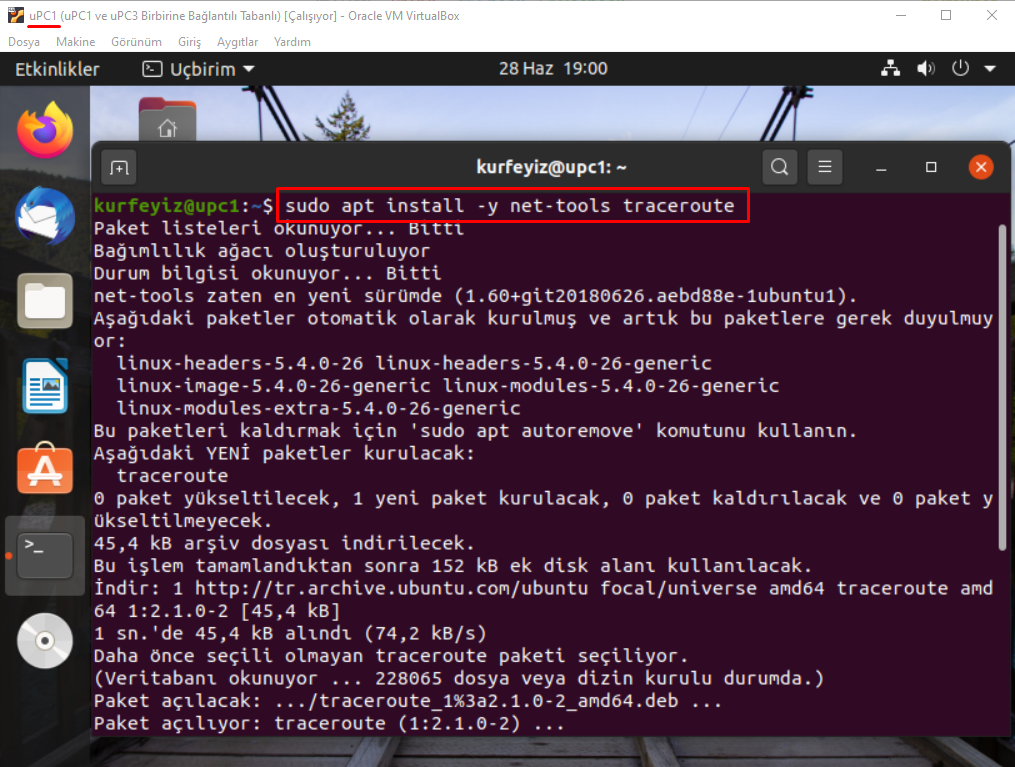 uPC1 (uPC1 ve uPC3 Birbirine Bağlantılı Tabanlı) [Çalışıyor] - Oracle VM VirtualBox
Dosya Makine Görünüm Giriş Aygıtlar Yardım
Etkinlikler Uçbirim 28 Haz 19:00
kurfeyiz@upc1: ~
kurfeyiz@upc1:~$ sudo apt install -y net-tools traceroute
Paket listeleri okunuyor... Bitti
Bağımlılık ağacı oluşturuluyor
Durum bilgisi okunuyor... Bitti
net-tools zaten en yeni sürümde (1.60+git20180626.aebd88e-1ubuntu1).
Aşağıdaki paketler otomatik olarak kurulmuş ve artık bu paketlere gerek duyulmuy
or:
linux-headers-5.4.0-26 linux-headers-5.4.0-26-generic
linux-image-5.4.0-26-generic linux-modules-5.4.0-26-generic
linux-modules-extra-5.4.0-26-generic
Bu paketleri kaldırmak için 'sudo apt autoremove' komutunu kullanın.
Aşağıdaki YENİ paketler kurulacak:
traceroute
0 paket yükseltilecek, 1 yeni paket kurulacak, 0 paket kaldırılacak ve 0 paket y
ükseltilmeyecek.
45,4 kB arşiv dosyası indirilecek.
Bu işlem tamamlandıktan sonra 152 kB ek disk alanı kullanılacak.
İndir: 1 http://tr.archive.ubuntu.com/ubuntu focal/universe amd64 traceroute amd
64 1:2.1.0-2 [45,4 kB]
1 sn.'de 45,4 kB alındı (74,2 kB/s)
Daha önce seçili olmayan traceroute paketi seçiliyor.
(Veritabanı okunuyor ... 228065 dosya veya dizin kurulu durumda.)
Paket açılacak: .../traceroute_1%3a2.1.0-2_amd64.deb ...
Paket açılıyor: traceroute (1:2.1.0-2) ...